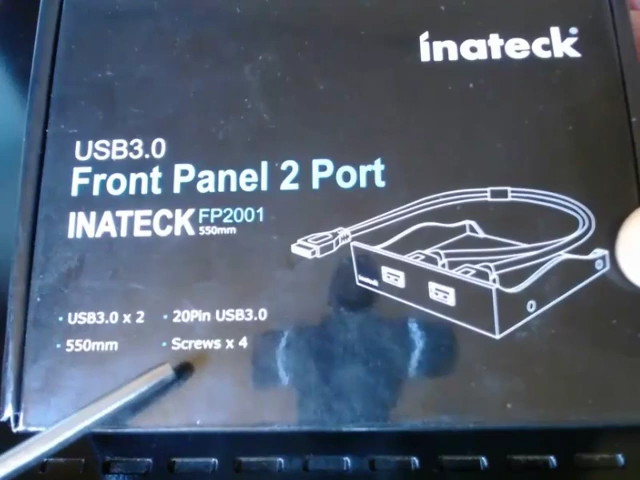 inateck
USB3.0
Front Panel 2 Port
INATECK FP2001
550mm
· USB3.0 x 2 · 20Pin USB3.0
· 550mm · Screws x 4